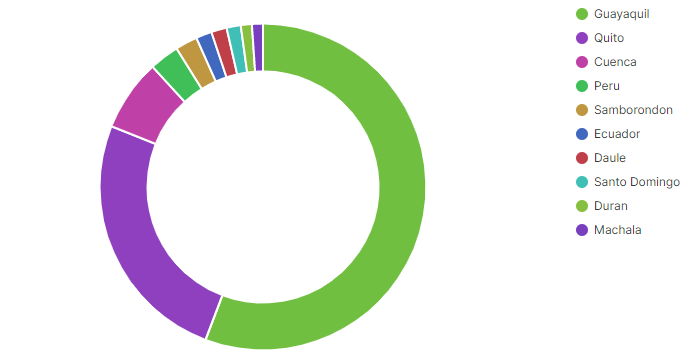 Guayaquil
Quito
Cuenca
Peru
Samborondon
Ecuador
Daule
Santo Domingo
Duran
Machala